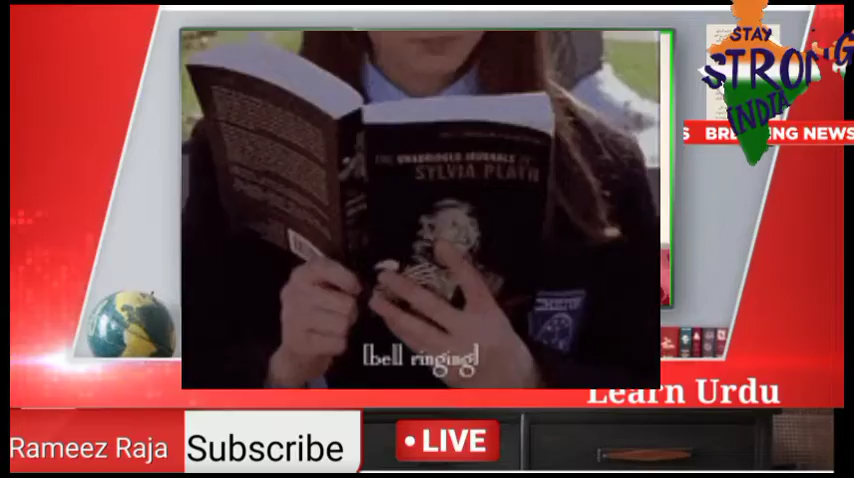 STAY
STRONG
INDIA
BREAKING NEWS
THE UNABRIDGED JOURNALS OF
SYLVIA PLATH
[bell ringing]
Learn Urdu
Rameez Raja
Subscribe
• LIVE